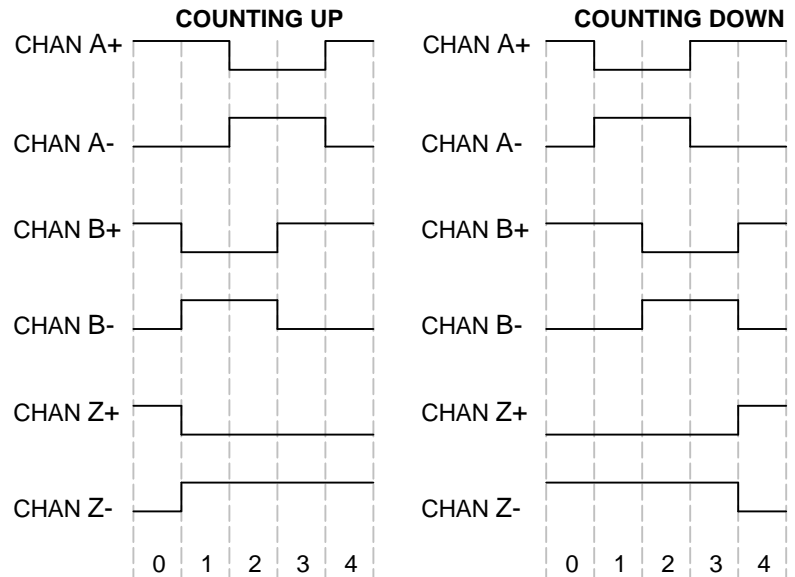 COUNTING UP
CHAN A+
CHAN A-
CHAN B+
CHAN B-
CHAN Z+
CHAN Z-
0 1 2 3 4
COUNTING DOWN
CHAN A+
CHAN A-
CHAN B+
CHAN B-
CHAN Z+
CHAN Z-
0 1 2 3 4